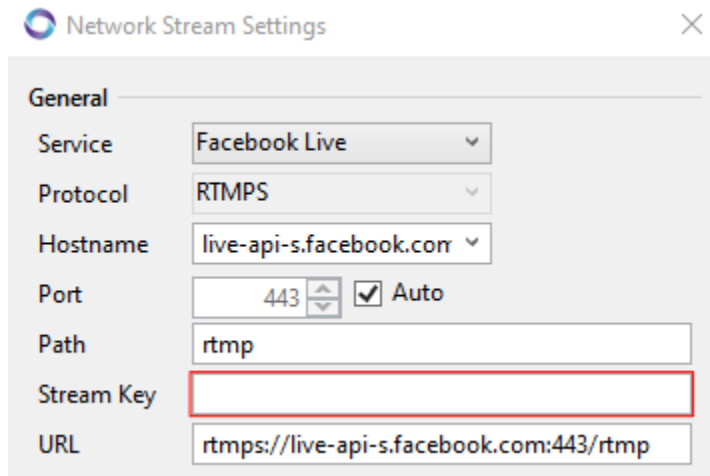 Network Stream Settings
General
Service Facebook Live
Protocol RTMPS
Hostname live-api-s.facebook.com
Port 443 Auto
Path rtmp
Stream Key
URL rtmps://live-api-s.facebook.com:443/rtmp